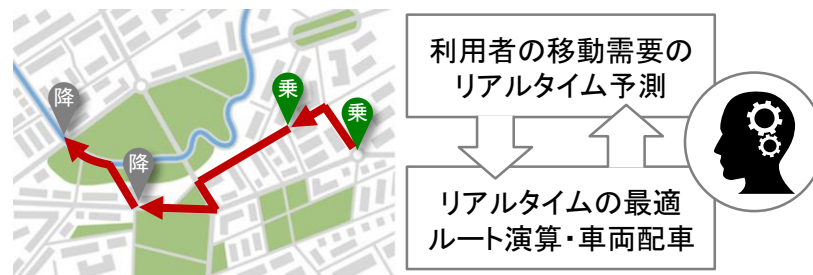 降
降
乗
乗
利用者の移動需要の
リアルタイム予測
リアルタイムの最適
ルート演算・車両配車